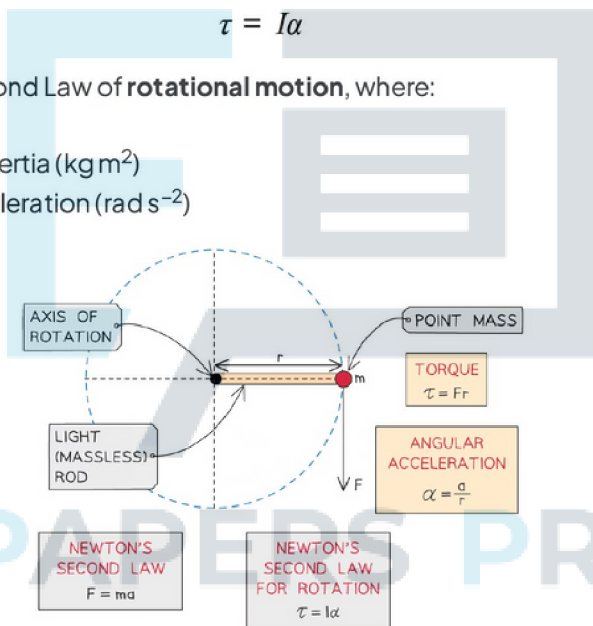 τ = Iα
ond Law of rotational motion, where:
ertia (kg m²)
leration (rad s⁻²)
AXIS OF
ROTATION
r
POINT MASS
m
TORQUE
τ = Fr
LIGHT
(MASSLESS)
ROD
F
ANGULAR
ACCELERATION
α = a/r
NEWTON'S
SECOND LAW
F = ma
NEWTON'S
SECOND LAW
FOR ROTATION
τ = Iα
PAPERS PR